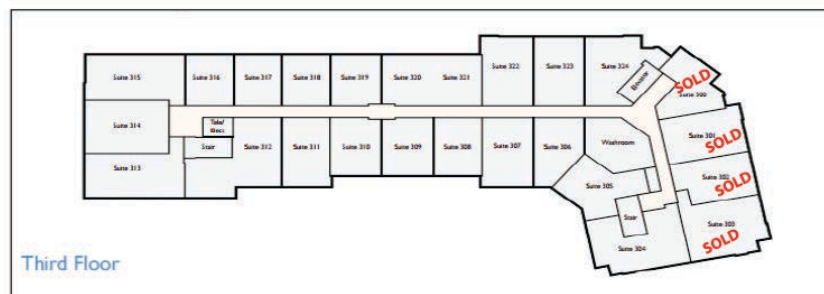 Suite 315
Suite 316
Suite 317
Suite 318
Suite 319
Suite 320
Suite 321
Suite 322
Suite 323
Suite 324
Elevator
SOLD
Suite 300
Suite 314
Tele/
Elect
Stair
Suite 313
Suite 312
Suite 311
Suite 310
Suite 309
Suite 308
Suite 307
Suite 306
Washroom
Suite 301
SOLD
Suite 302
SOLD
Suite 305
Stair
Suite 304
Suite 303
SOLD
Third Floor